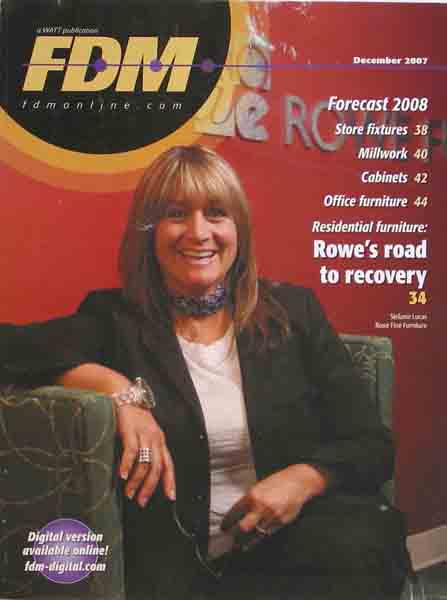 a WATT publication
FDM
fdmonline.com
December 2007
ROWE F
Forecast 2008
Store fixtures 38
Millwork 40
Cabinets 42
Office furniture 44
Residential furniture:
Rowe's road
to recovery
34
Stefanie Lucas
Rowe Fine Furniture
Digital version
available online!
fdm-digital.com